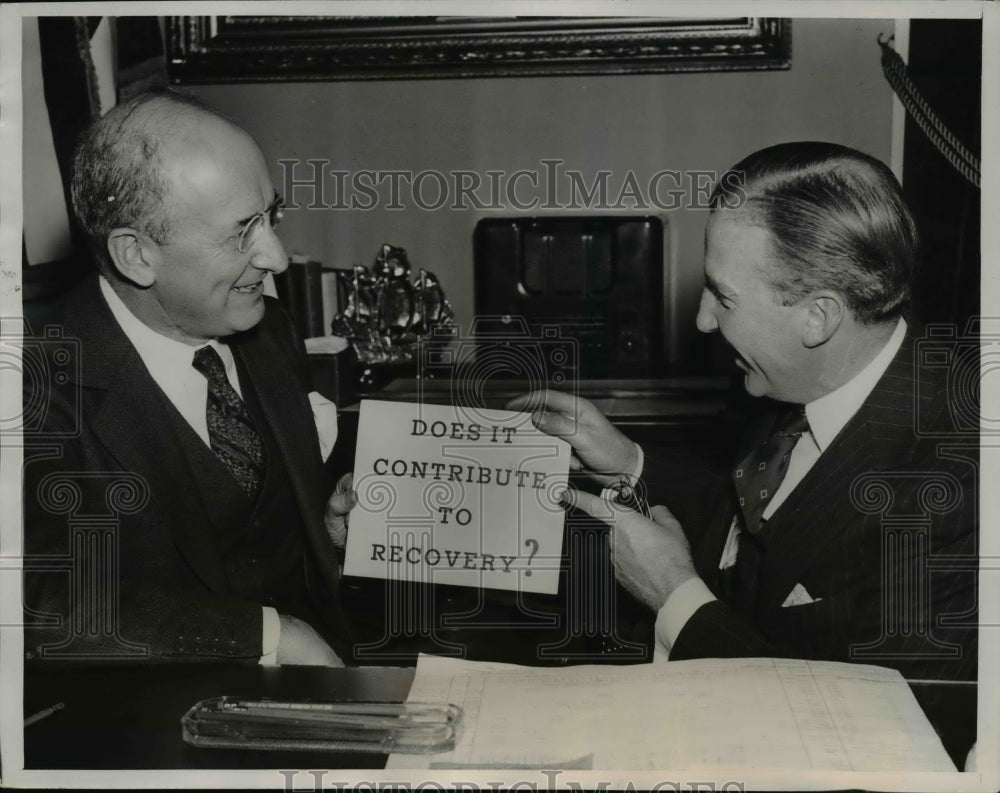 HISTORICIMAGES
DOES IT
CONTRIBUTE
TO
RECOVERY?